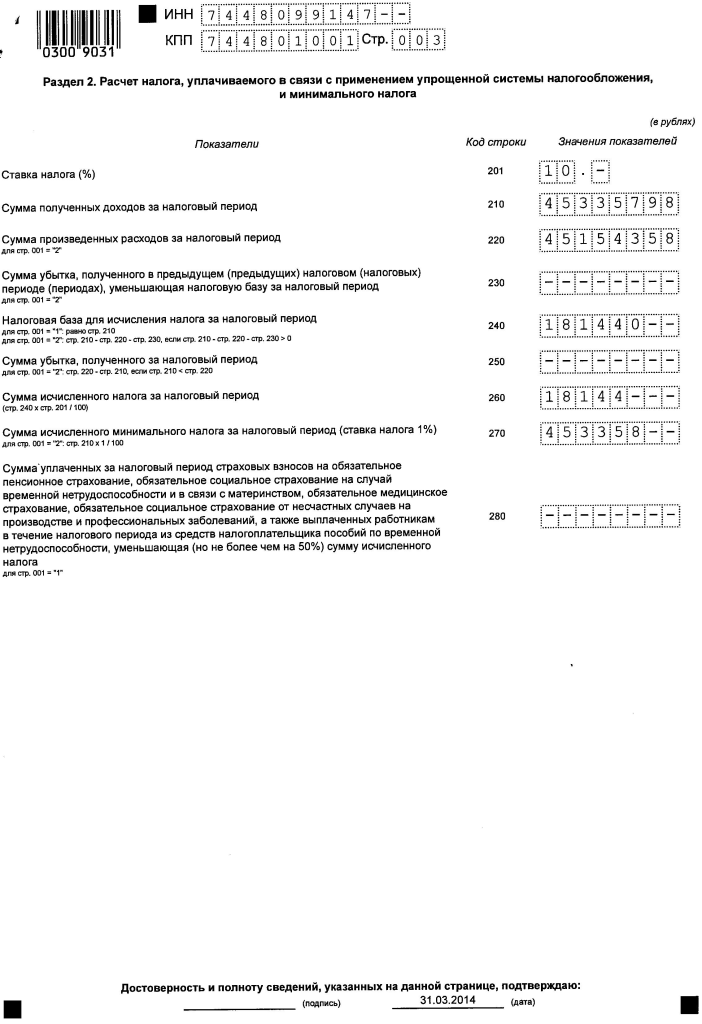 ИНН 7448099147--
КПП 744801001 Стр. 003
0300 9031
Раздел 2. Расчет налога, уплачиваемого в связи с применением упрощенной системы налогообложения,
и минимального налога
(в рублях)
Показатели Код строки Значения показателей
Ставка налога (%) 201 10.-
Сумма полученных доходов за налоговый период 210 45335798
Сумма произведенных расходов за налоговый период 220 45154358
для стр. 001 = "2"
Сумма убытка, полученного в предыдущем (предыдущих) налоговом (налоговых)
периоде (периодах), уменьшающая налоговую базу за налоговый период 230 --------
для стр. 001 = "2"
Налоговая база для исчисления налога за налоговый период 240 181440--
для стр. 001 = "1": равно стр. 210
для стр. 001 = "2": стр. 210 - стр. 220 - стр. 230, если стр. 210 - стр. 220 - стр. 230 > 0
Сумма убытка, полученного за налоговый период 250 --------
для стр. 001 = "2": стр. 220 - стр. 210, если стр. 210 < стр. 220
Сумма исчисленного налога за налоговый период 260 18144---
(стр. 240 х стр. 201 / 100)
Сумма исчисленного минимального налога за налоговый период (ставка налога 1%) 270 453358--
для стр. 001 = "2": стр. 210 х 1 / 100
Сумма уплаченных за налоговый период страховых взносов на обязательное
пенсионное страхование, обязательное социальное страхование на случай
временной нетрудоспособности и в связи с материнством, обязательное медицинское
страхование, обязательное социальное страхование от несчастных случаев на
производстве и профессиональных заболеваний, а также выплаченных работникам 280 --------
в течение налогового периода из средств налогоплательщика пособий по временной
нетрудоспособности, уменьшающая (но не более чем на 50%) сумму исчисленного
налога
для стр. 001 = "1"
Достоверность и полноту сведений, указанных на данной странице, подтверждаю:
(подпись) 31.03.2014 (дата)